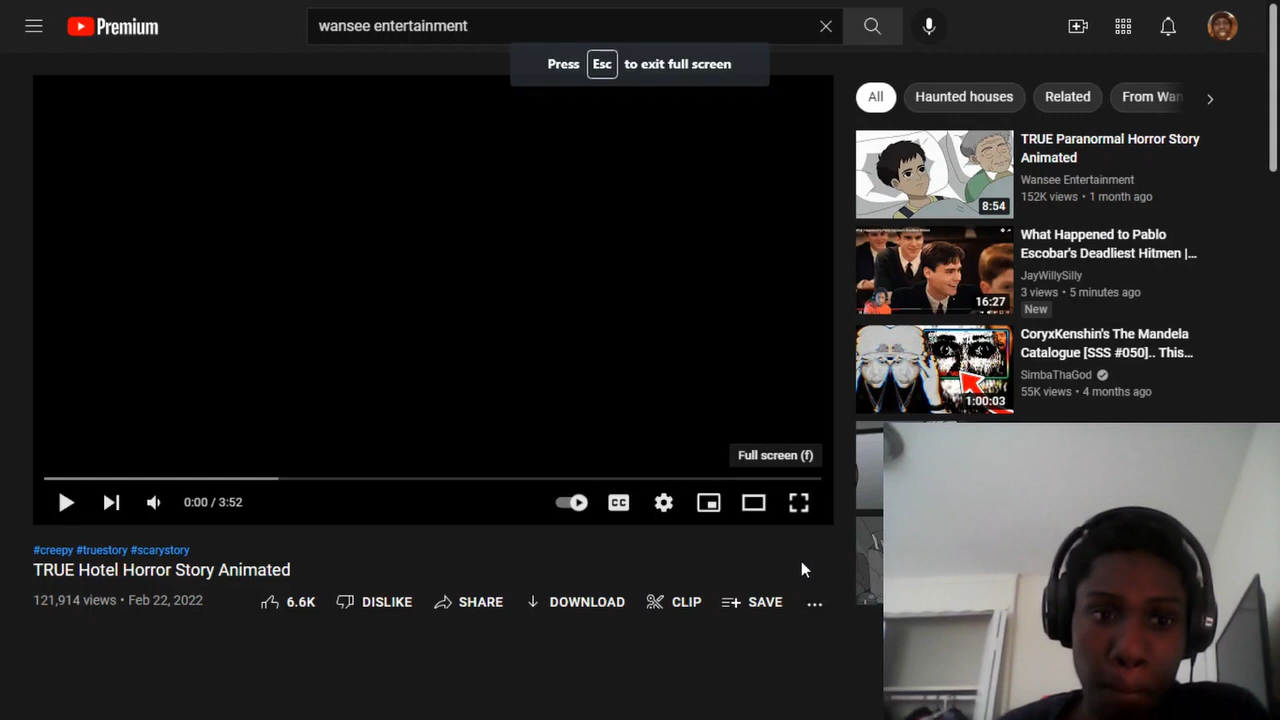 Premium
wansee entertainment
Press Esc to exit full screen
All
Haunted houses
Related
From Wan
TRUE Paranormal Horror Story
Animated
Wansee Entertainment
152K views • 1 month ago
8:54
What Happened to Pablo
Escobar's Deadliest Hitmen |...
JayWillySilly
3 views • 5 minutes ago
New
16:27
CoryxKenshin's The Mandela
Catalogue [SSS #050].. This...
SimbaThaGod
55K views • 4 months ago
1:00:03
Full screen (f)
0:00 / 3:52
CC
#creepy #truestory #scarystory
TRUE Hotel Horror Story Animated
121,914 views • Feb 22, 2022
6.6K
DISLIKE
SHARE
DOWNLOAD
CLIP
SAVE